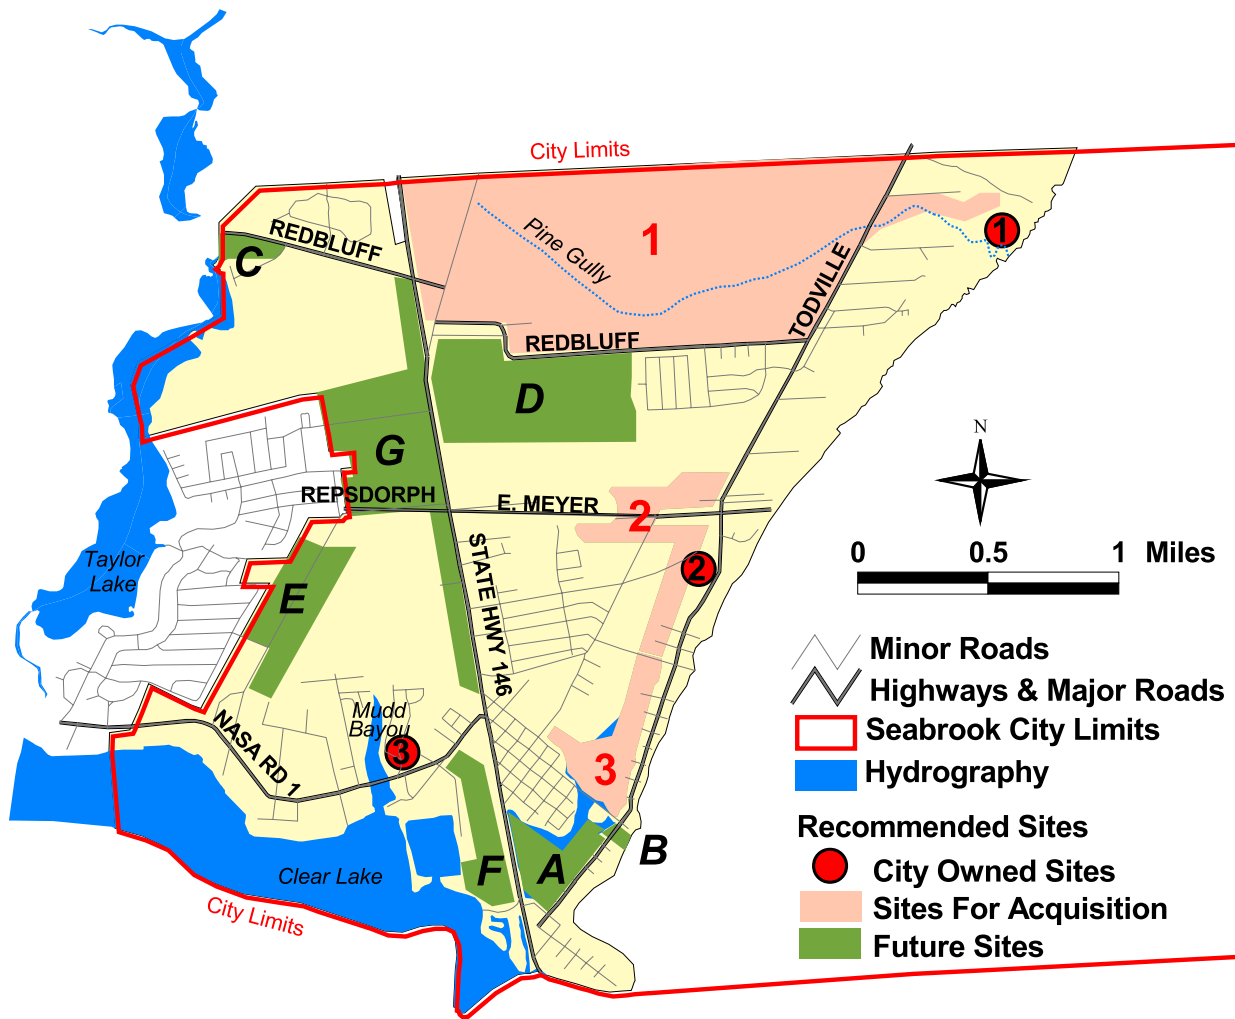 City Limits
REDBLUFF
C
Pine Gully
1
1
TODVILLE
REDBLUFF
D
G
N
REPSDORPH
E. MEYER
2
2
Taylor
Lake
E
STATE HWY 146
0 0.5 1 Miles
Minor Roads
Highways & Major Roads
Seabrook City Limits
Hydrography
Recommended Sites
City Owned Sites
Sites For Acquisition
Future Sites
Mudd
Bayou
3
NASA RD 1
3
B
F
A
Clear Lake
City Limits